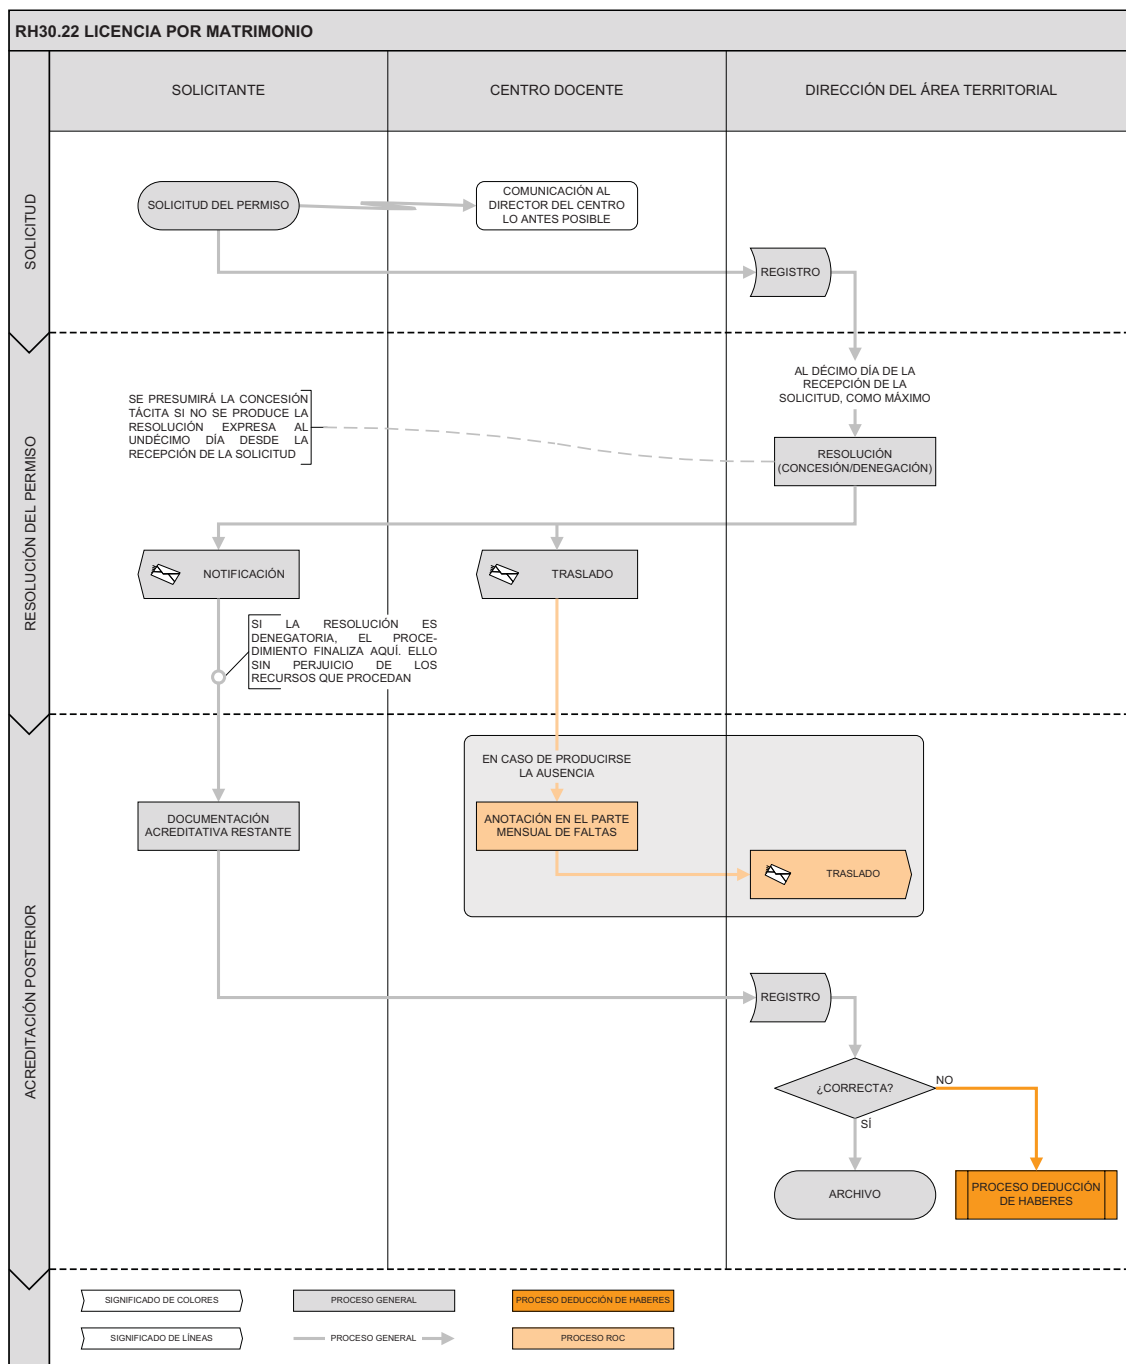 RH30.22 LICENCIA POR MATRIMONIO
SOLICITANTE
CENTRO DOCENTE
DIRECCIÓN DEL ÁREA TERRITORIAL
SOLICITUD
SOLICITUD DEL PERMISO
COMUNICACIÓN AL
DIRECTOR DEL CENTRO
LO ANTES POSIBLE
REGISTRO
RESOLUCIÓN DEL PERMISO
AL DÉCIMO DÍA DE LA
RECEPCIÓN DE LA
SOLICITUD, COMO MÁXIMO
SE PRESUMIRÁ LA CONCESIÓN
TÁCITA SI NO SE PRODUCE LA
RESOLUCIÓN EXPRESA AL
UNDÉCIMO DÍA DESDE LA
RECEPCIÓN DE LA SOLICITUD
RESOLUCIÓN
(CONCESIÓN/DENEGACIÓN)
NOTIFICACIÓN
TRASLADO
SI LA RESOLUCIÓN ES
DENEGATORIA, EL PROCE-
DIMIENTO FINALIZA AQUÍ. ELLO
SIN PERJUICIO DE LOS
RECURSOS QUE PROCEDAN
ACREDITACIÓN POSTERIOR
EN CASO DE PRODUCIRSE
LA AUSENCIA
DOCUMENTACIÓN
ACREDITATIVA RESTANTE
ANOTACIÓN EN EL PARTE
MENSUAL DE FALTAS
TRASLADO
REGISTRO
¿CORRECTA?
NO
SÍ
ARCHIVO
PROCESO DEDUCCIÓN
DE HABERES
SIGNIFICADO DE COLORES
PROCESO GENERAL
PROCESO DEDUCCIÓN DE HABERES
SIGNIFICADO DE LÍNEAS
PROCESO GENERAL
PROCESO ROC